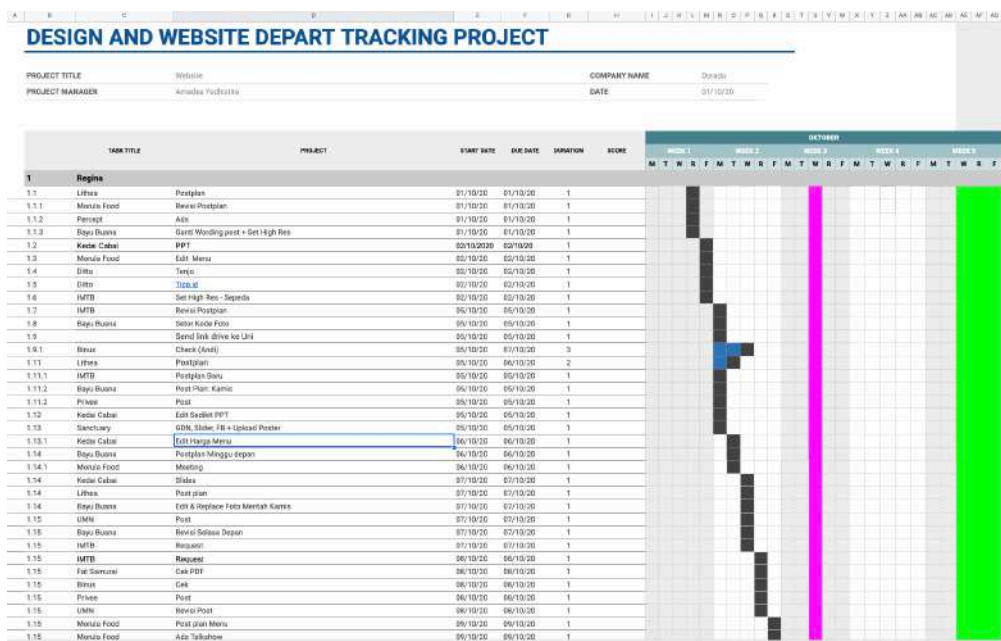 A B C D E F G H I J K L M N O P Q R S T U V W X Y Z AA AB AC AD AE AF AG
DESIGN AND WEBSITE DEPART TRACKING PROJECT
PROJECT TITLE Website COMPANY NAME Dorado
PROJECT MANAGER Amadea DATE 01/10/20
OKTOBER
TASK TITLE PROJECT START DATE DUE DATE DURATION SCORE WEEK 1 WEEK 2 WEEK 3 WEEK 4 WEEK 5
M T W R F M T W R F M T W R F M T W R F M T W R F
1 Regina
1.1 Lithea Postplan 01/10/20 01/10/20 1
1.1.1 Morula Food Revisi Postplan 01/10/20 01/10/20 1
1.1.2 Percept Ads 01/10/20 01/10/20 1
1.1.3 Bayu Buana Ganti Wording post + Get High Res 01/10/20 01/10/20 1
1.2 Kedai Cabai PPT 02/10/2020 02/10/20 1
1.3 Morula Food Edit Menu 02/10/20 02/10/20 1
1.4 Ditto Tenjo 02/10/20 02/10/20 1
1.5 Ditto Tizo.id 02/10/20 02/10/20 1
1.6 IMTB Set High Res - Sepeda 02/10/20 02/10/20 1
1.7 IMTB Revisi Postplan 05/10/20 05/10/20 1
1.8 Bayu Buana Setor Kode Foto 05/10/20 05/10/20 1
1.9 Send link drive ke Uni 05/10/20 05/10/20 1
1.9.1 Binus Check (Andi) 05/10/20 07/10/20 3
1.11 Lithea Postplan 05/10/20 06/10/20 2
1.11.1 IMTB Postplan Baru 05/10/20 05/10/20 1
1.11.2 Bayu Buana Post Plan: Kamis 05/10/20 05/10/20 1
1.11.2 Privee Post 05/10/20 05/10/20 1
1.12 Kedai Cabai Edit Sedikit PPT 05/10/20 05/10/20 1
1.13 Sanctuary GDN, Slider, FB + Upload Poster 05/10/20 05/10/20 1
1.13.1 Kedai Cabai Edit Harga Menu 06/10/20 06/10/20 1
1.14 Bayu Buana Postplan Minggu depan 06/10/20 06/10/20 1
1.14.1 Morula Food Meeting 06/10/20 06/10/20 1
1.14 Kedai Cabai Slides 07/10/20 07/10/20 1
1.14 Lithea Post plan 07/10/20 07/10/20 1
1.14 Bayu Buana Edit & Replace Foto Mentah Kamis 07/10/20 07/10/20 1
1.15 UMN Post 07/10/20 07/10/20 1
1.15 Bayu Buana Revisi Selasa Depan 07/10/20 07/10/20 1
1.15 IMTB Request 07/10/20 07/10/20 1
1.15 IMTB Request 08/10/20 08/10/20 1
1.15 Fat Samurai Cek PDF 08/10/20 08/10/20 1
1.15 Binus Cek 08/10/20 08/10/20 1
1.15 Privee Post 08/10/20 08/10/20 1
1.15 UMN Revisi Post 08/10/20 08/10/20 1
1.15 Morula Food Post plan Menu 09/10/20 09/10/20 1
1.15 Morula Food Ads Talkshow 09/10/20 09/10/20 1